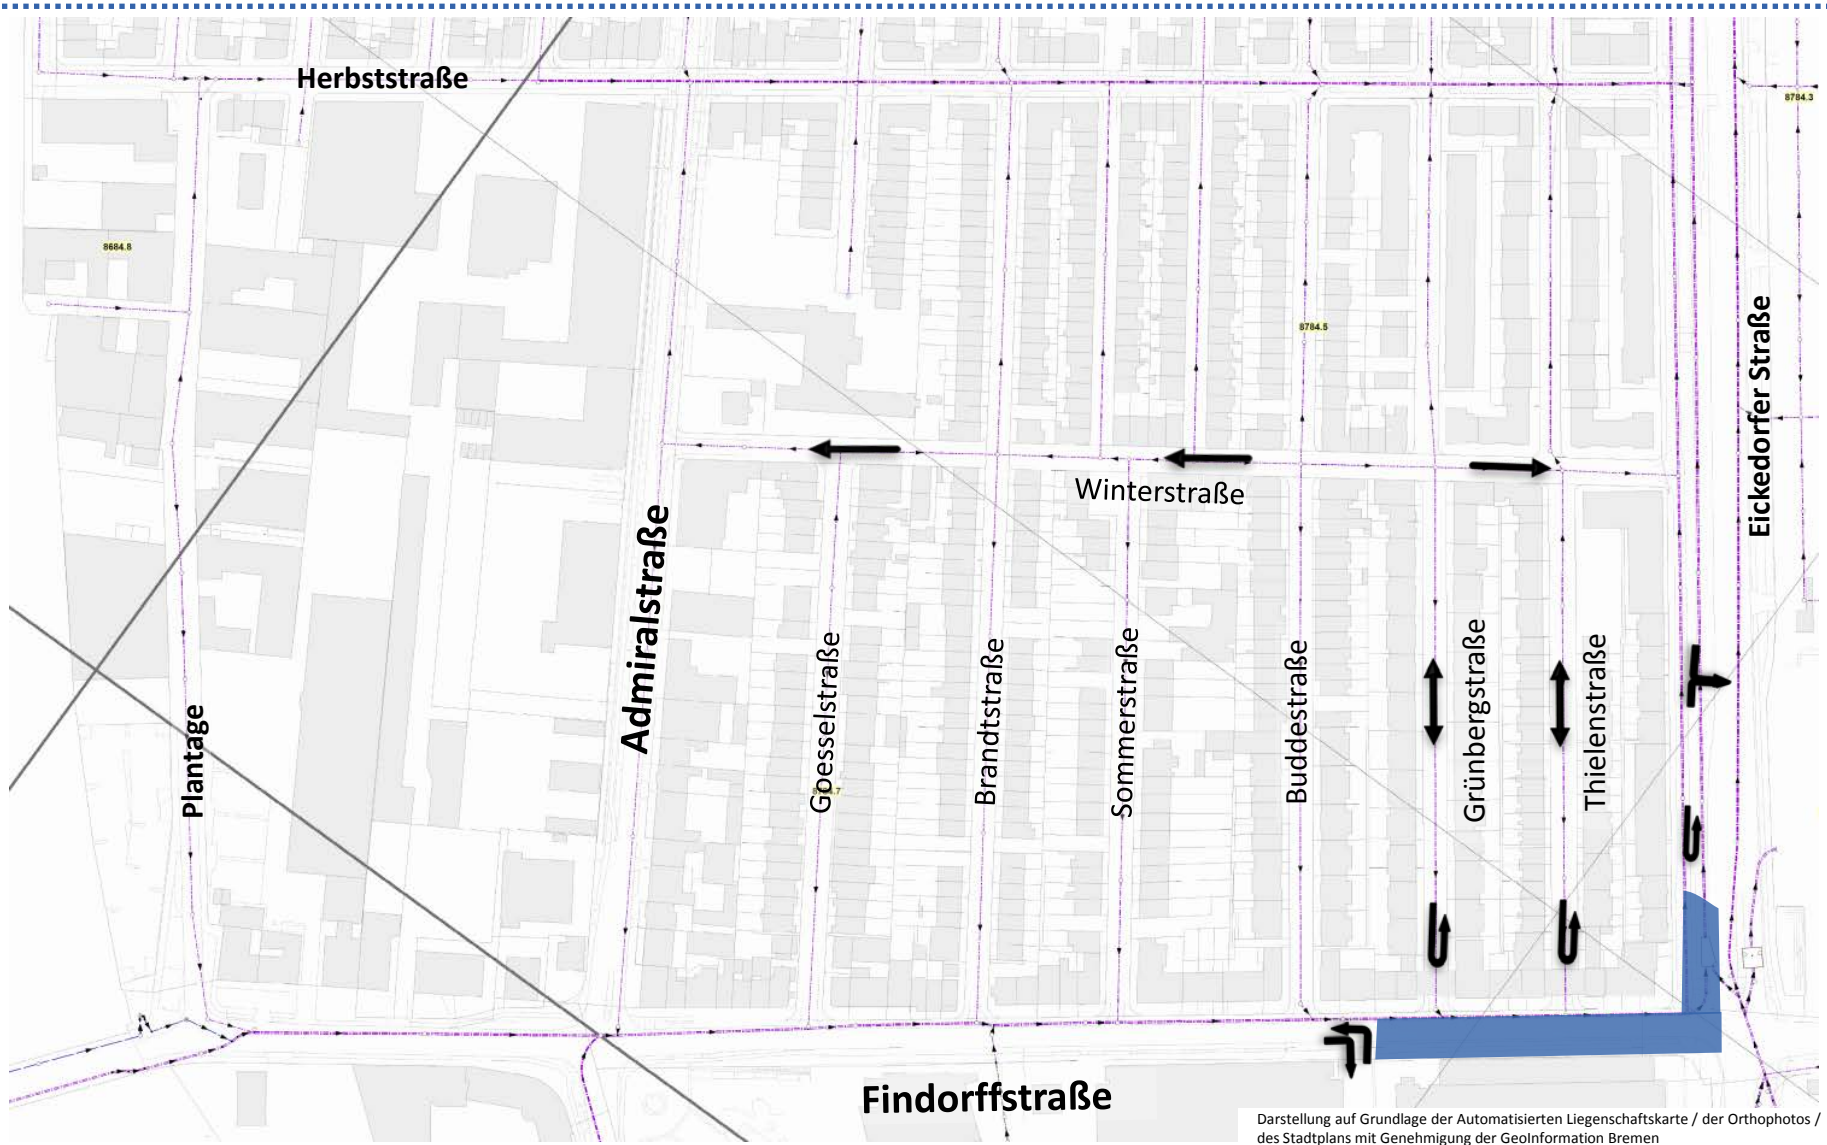 Herbststraße
8784.3
8684.8
8784.5
Eickedorfer Straße
Winterstraße
Admiralstraße
Plantage
Goesselstraße
Brandtstraße
Sommerstraße
Buddestraße
Grünbergstraße
Thielenstraße
Findorffstraße
Darstellung auf Grundlage der Automatisierten Liegenschaftskarte / der Orthophotos /
des Stadtplans mit Genehmigung der GeoInformation Bremen